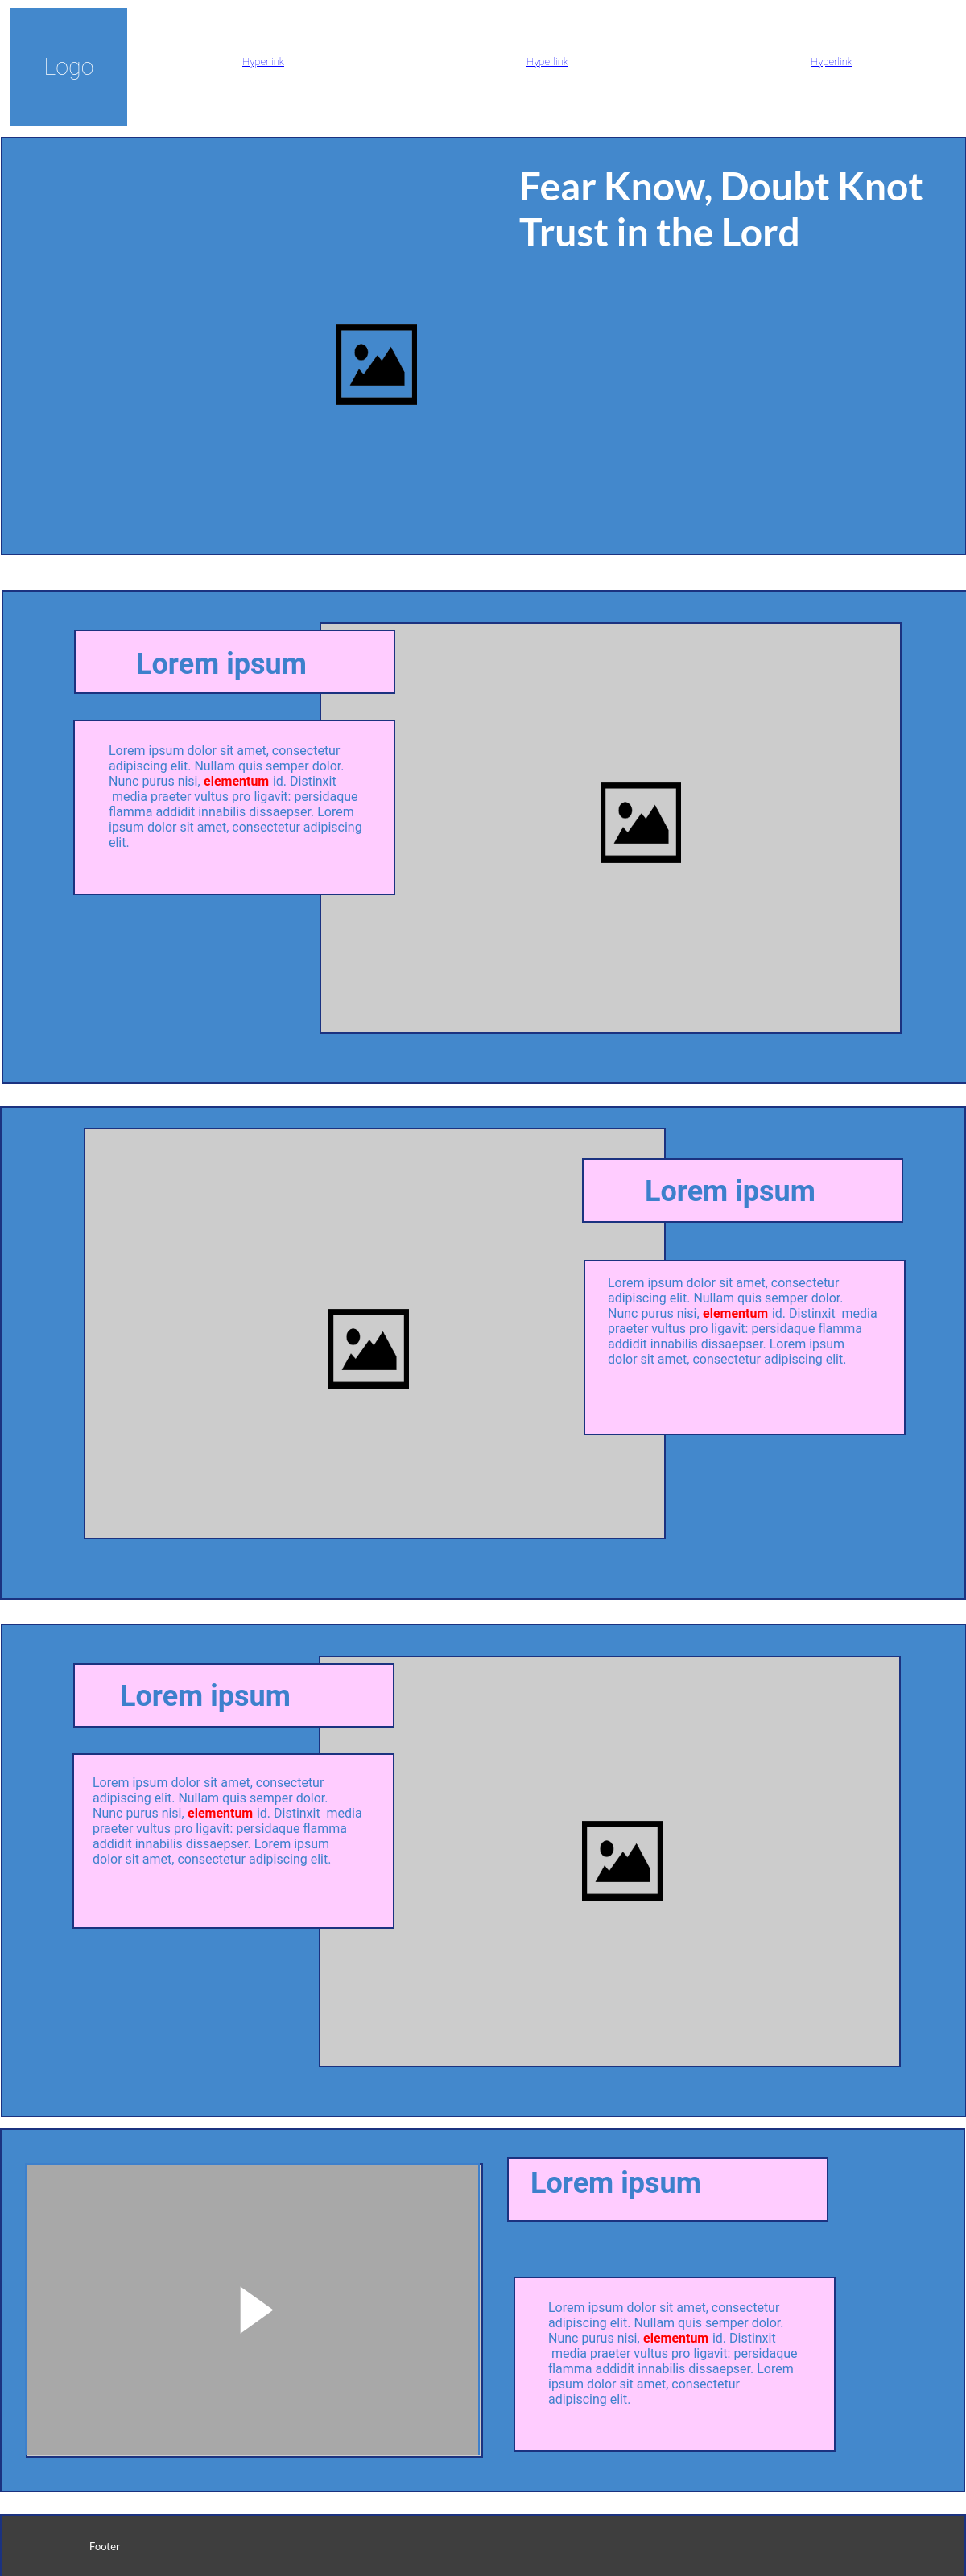 Logo
Hyperlink
Hyperlink
Hyperlink
Fear Know, Doubt Knot
Trust in the Lord
Lorem ipsum
Lorem ipsum dolor sit amet, consectetur
adipiscing elit. Nullam quis semper dolor.
Nunc purus nisi, elementum id. Distinxit
media praeter vultus pro ligavit: persidaque
flamma addidit innabilis dissaepser. Lorem
ipsum dolor sit amet, consectetur adipiscing
elit.
Lorem ipsum
Lorem ipsum dolor sit amet, consectetur
adipiscing elit. Nullam quis semper dolor.
Nunc purus nisi, elementum id. Distinxit  media
praeter vultus pro ligavit: persidaque flamma
addidit innabilis dissaepser. Lorem ipsum
dolor sit amet, consectetur adipiscing elit.
Lorem ipsum
Lorem ipsum dolor sit amet, consectetur
adipiscing elit. Nullam quis semper dolor.
Nunc purus nisi, elementum id. Distinxit  media
praeter vultus pro ligavit: persidaque flamma
addidit innabilis dissaepser. Lorem ipsum
dolor sit amet, consectetur adipiscing elit.
Lorem ipsum
Lorem ipsum dolor sit amet, consectetur
adipiscing elit. Nullam quis semper dolor.
Nunc purus nisi, elementum id. Distinxit
media praeter vultus pro ligavit: persidaque
flamma addidit innabilis dissaepser. Lorem
ipsum dolor sit amet, consectetur
adipiscing elit.
Footer